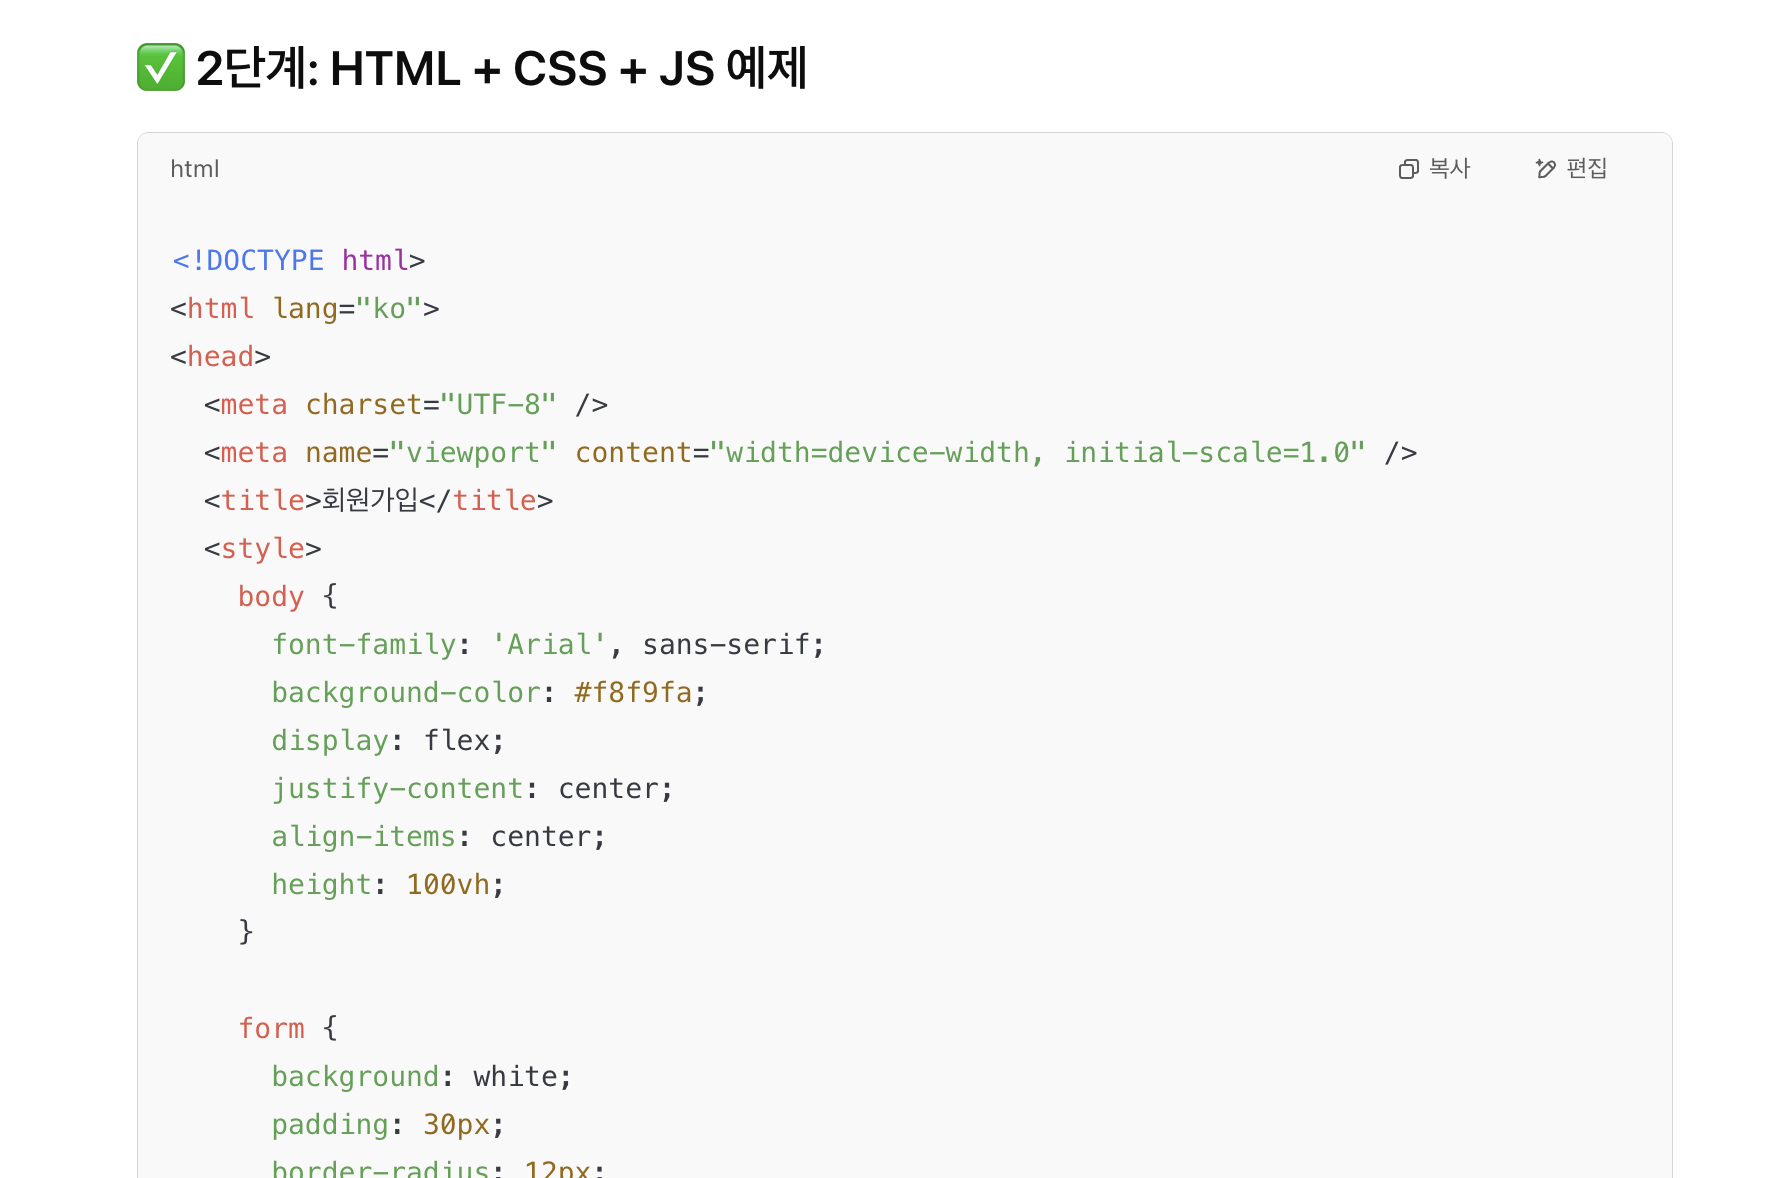 ✅ 2단계: HTML + CSS + JS 예제
html 복사 편집
<!DOCTYPE html>
<html lang="ko">
<head>
  <meta charset="UTF-8" />
  <meta name="viewport" content="width=device-width, initial-scale=1.0" />
  <title>회원가입</title>
  <style>
    body {
      font-family: 'Arial', sans-serif;
      background-color: #f8f9fa;
      display: flex;
      justify-content: center;
      align-items: center;
      height: 100vh;
    }

    form {
      background: white;
      padding: 30px;
      border-radius: 12px;